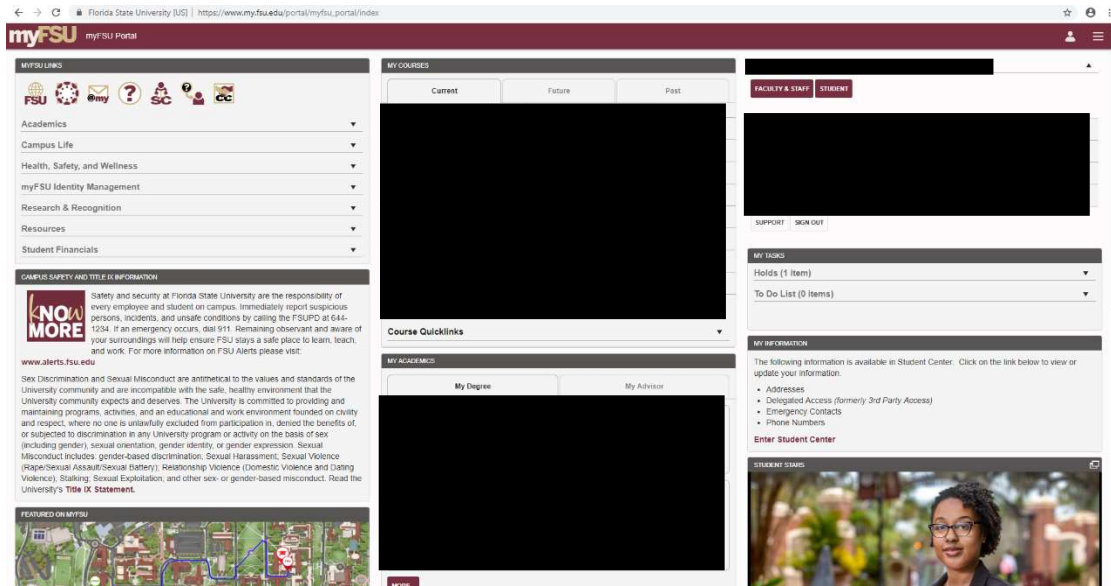 Florida State University [US] | https://www.my.fsu.edu/portal/myfsu_portal/index
myFSU myFSU Portal
MYFSU LINKS
FSU @my ? SC ? CC
Academics
Campus Life
Health, Safety, and Wellness
myFSU Identity Management
Research & Recognition
Resources
Student Financials
CAMPUS SAFETY AND TITLE IX INFORMATION
kNOW
MORE
Safety and security at Florida State University are the responsibility of
every employee and student on campus. Immediately report suspicious
persons, incidents, and unsafe conditions by calling the FSUPD at 644-
1234. If an emergency occurs, dial 911. Remaining observant and aware of
your surroundings will help ensure FSU stays a safe place to learn, teach,
and work. For more information on FSU Alerts please visit:
www.alerts.fsu.edu
Sex Discrimination and Sexual Misconduct are antithetical to the values and standards of the
University community and are incompatible with the safe, healthy environment that the
University community expects and deserves. The University is committed to providing and
maintaining programs, activities, and an educational and work environment founded on civility
and respect, where no one is unlawfully excluded from participation in, denied the benefits of,
or subjected to discrimination in any University program or activity on the basis of sex
(including gender), sexual orientation, gender identity, or gender expression. Sexual
Misconduct includes: gender-based discrimination; Sexual Harassment; Sexual Violence
(Rape/Sexual Assault/Sexual Battery); Relationship Violence (Domestic Violence and Dating
Violence); Stalking; Sexual Exploitation; and other sex- or gender-based misconduct. Read the
University's Title IX Statement.
FEATURED ON MYFSU
MY COURSES
Current Future Past
Course Quicklinks
MY ACADEMICS
My Degree My Advisor
MORE
FACULTY & STAFF STUDENT
SUPPORT SIGN OUT
MY TASKS
Holds (1 item)
To Do List (0 items)
MY INFORMATION
The following information is available in Student Center. Click on the link below to view or
update your information.
• Addresses
• Delegated Access (formerly 3rd Party Access)
• Emergency Contacts
• Phone Numbers
Enter Student Center
STUDENT STARS